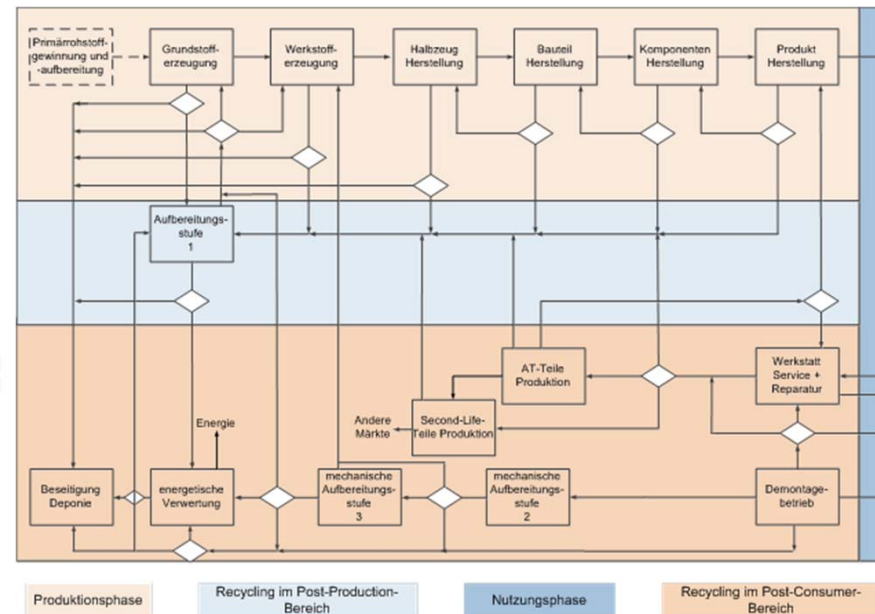 Primärrohstoff-
gewinnung und
-aufbereitung
Grundstoff-
erzeugung
Werkstoff-
erzeugung
Halbzeug
Herstellung
Bauteil
Herstellung
Komponenten
Herstellung
Produkt
Herstellung
Aufbereitungs-
stufe
1
AT-Teile
Produktion
Werkstatt
Service +
Reparatur
Energie
Andere
Märkte
Second-Life-
Teile Produktion
Beseitigung
Deponie
energetische
Verwertung
mechanische
Aufbereitungs-
stufe
3
mechanische
Aufbereitungs-
stufe
2
Demontage-
betrieb
Produktionsphase
Recycling im Post-Production-
Bereich
Nutzungsphase
Recycling im Post-Consumer-
Bereich